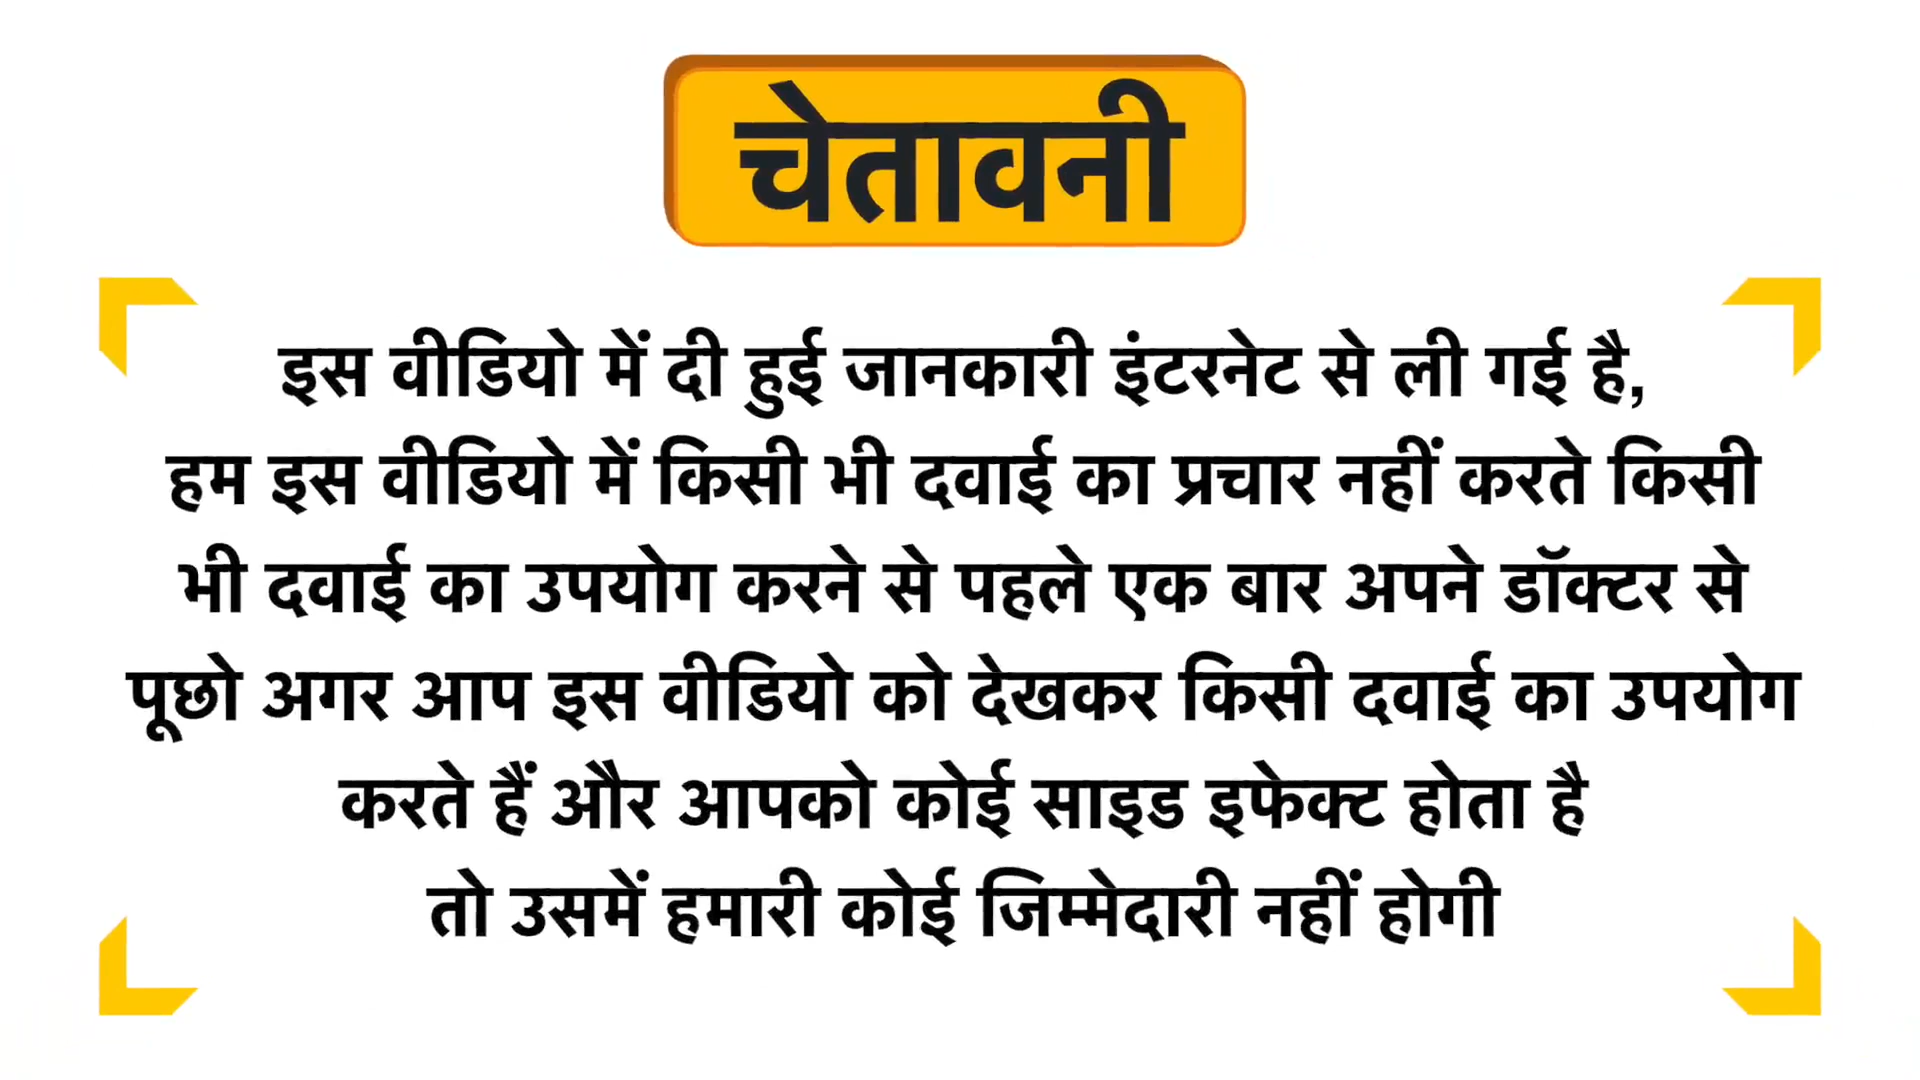 चेतावनी
इस वीडियो में दी हुई जानकारी इंटरनेट से ली गई है,
हम इस वीडियो में किसी भी दवाई का प्रचार नहीं करते किसी
भी दवाई का उपयोग करने से पहले एक बार अपने डॉक्टर से
पूछो अगर आप इस वीडियो को देखकर किसी दवाई का उपयोग
करते हैं और आपको कोई साइड इफेक्ट होता है
तो उसमें हमारी कोई जिम्मेदारी नहीं होगी